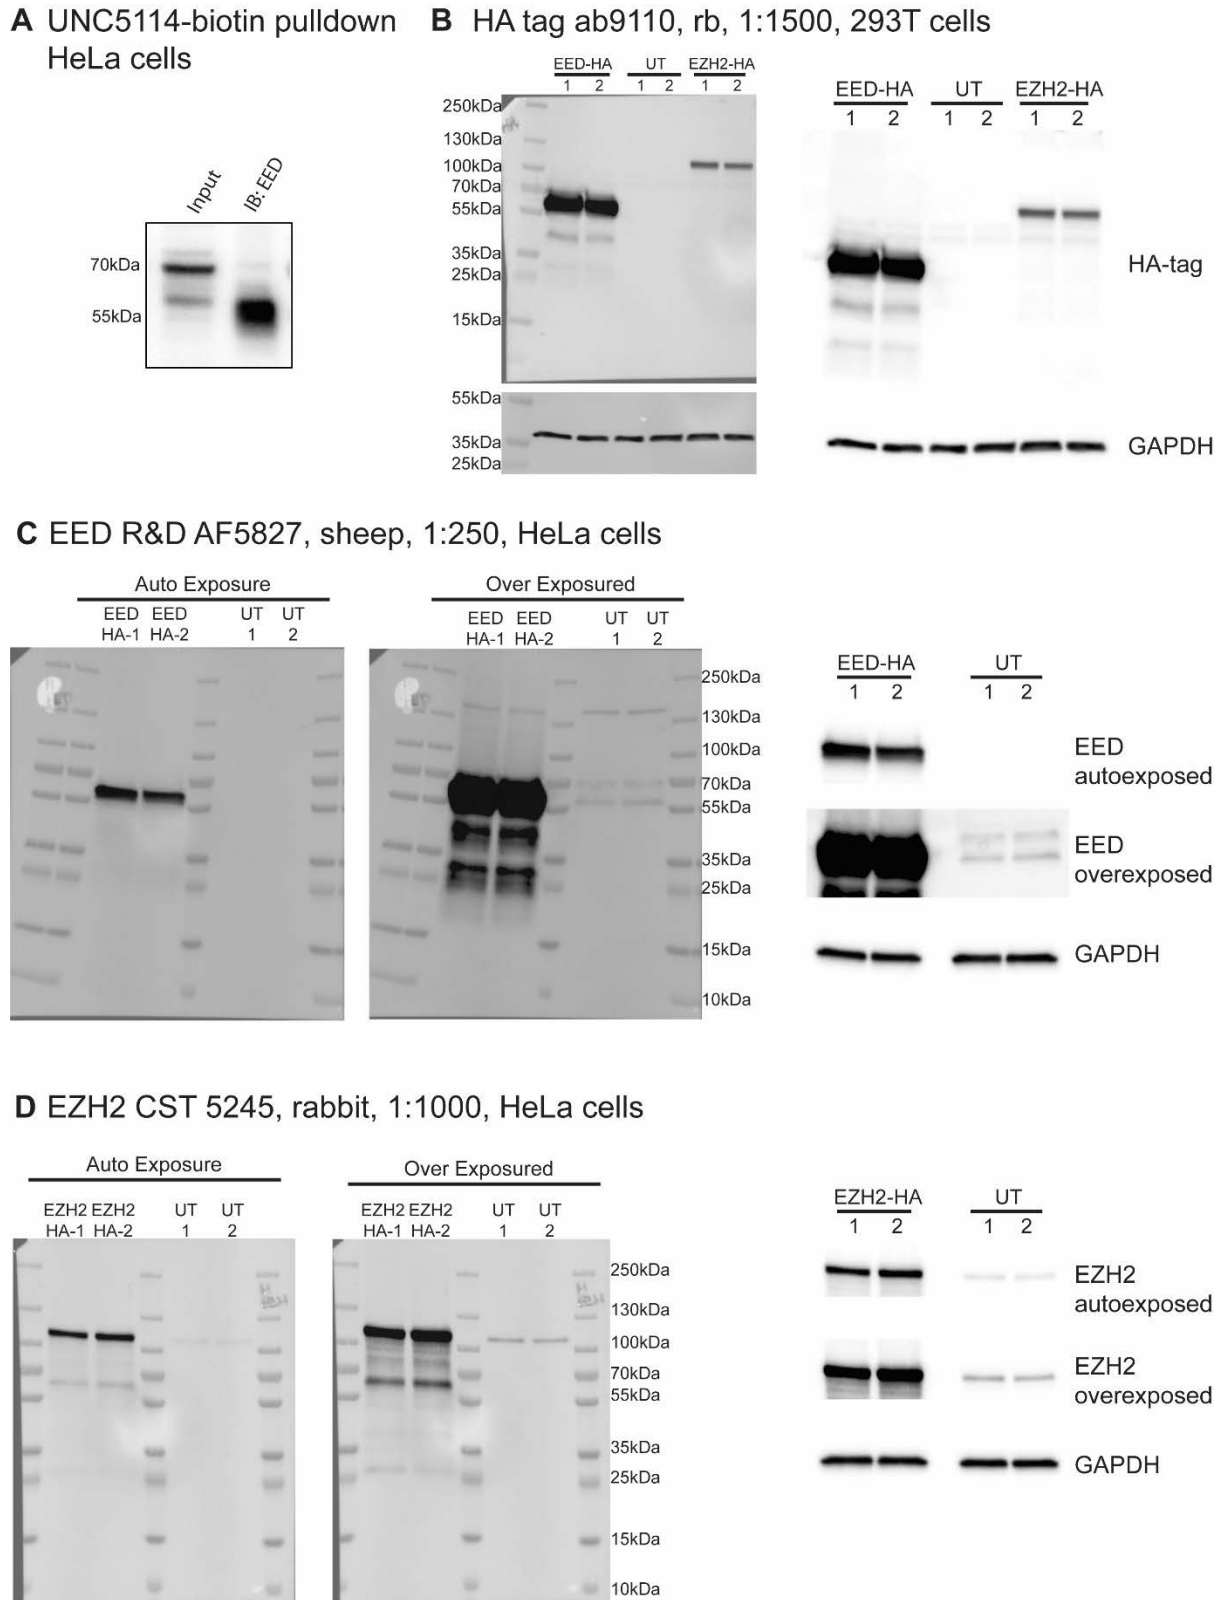 A UNC5114-biotin pulldown
HeLa cells
Input
IB: EED
70kDa
55kDa
B HA tag ab9110, rb, 1:1500, 293T cells
EED-HA UT EZH2-HA
1 2 1 2 1 2
250kDa
130kDa
100kDa
70kDa
55kDa
35kDa
25kDa
15kDa
55kDa
35kDa
25kDa
EED-HA UT EZH2-HA
1 2 1 2 1 2
HA-tag
GAPDH
C EED R&D AF5827, sheep, 1:250, HeLa cells
Auto Exposure
EED EED UT UT
HA-1 HA-2 1 2
Over Exposured
EED EED UT UT
HA-1 HA-2 1 2
250kDa
130kDa
100kDa
70kDa
55kDa
35kDa
25kDa
15kDa
10kDa
EED-HA UT
1 2 1 2
EED
autoexposed
EED
overexposed
GAPDH
D EZH2 CST 5245, rabbit, 1:1000, HeLa cells
Auto Exposure
EZH2 EZH2 UT UT
HA-1 HA-2 1 2
Over Exposured
EZH2 EZH2 UT UT
HA-1 HA-2 1 2
250kDa
130kDa
100kDa
70kDa
55kDa
35kDa
25kDa
15kDa
10kDa
EZH2-HA UT
1 2 1 2
EZH2
autoexposed
EZH2
overexposed
GAPDH